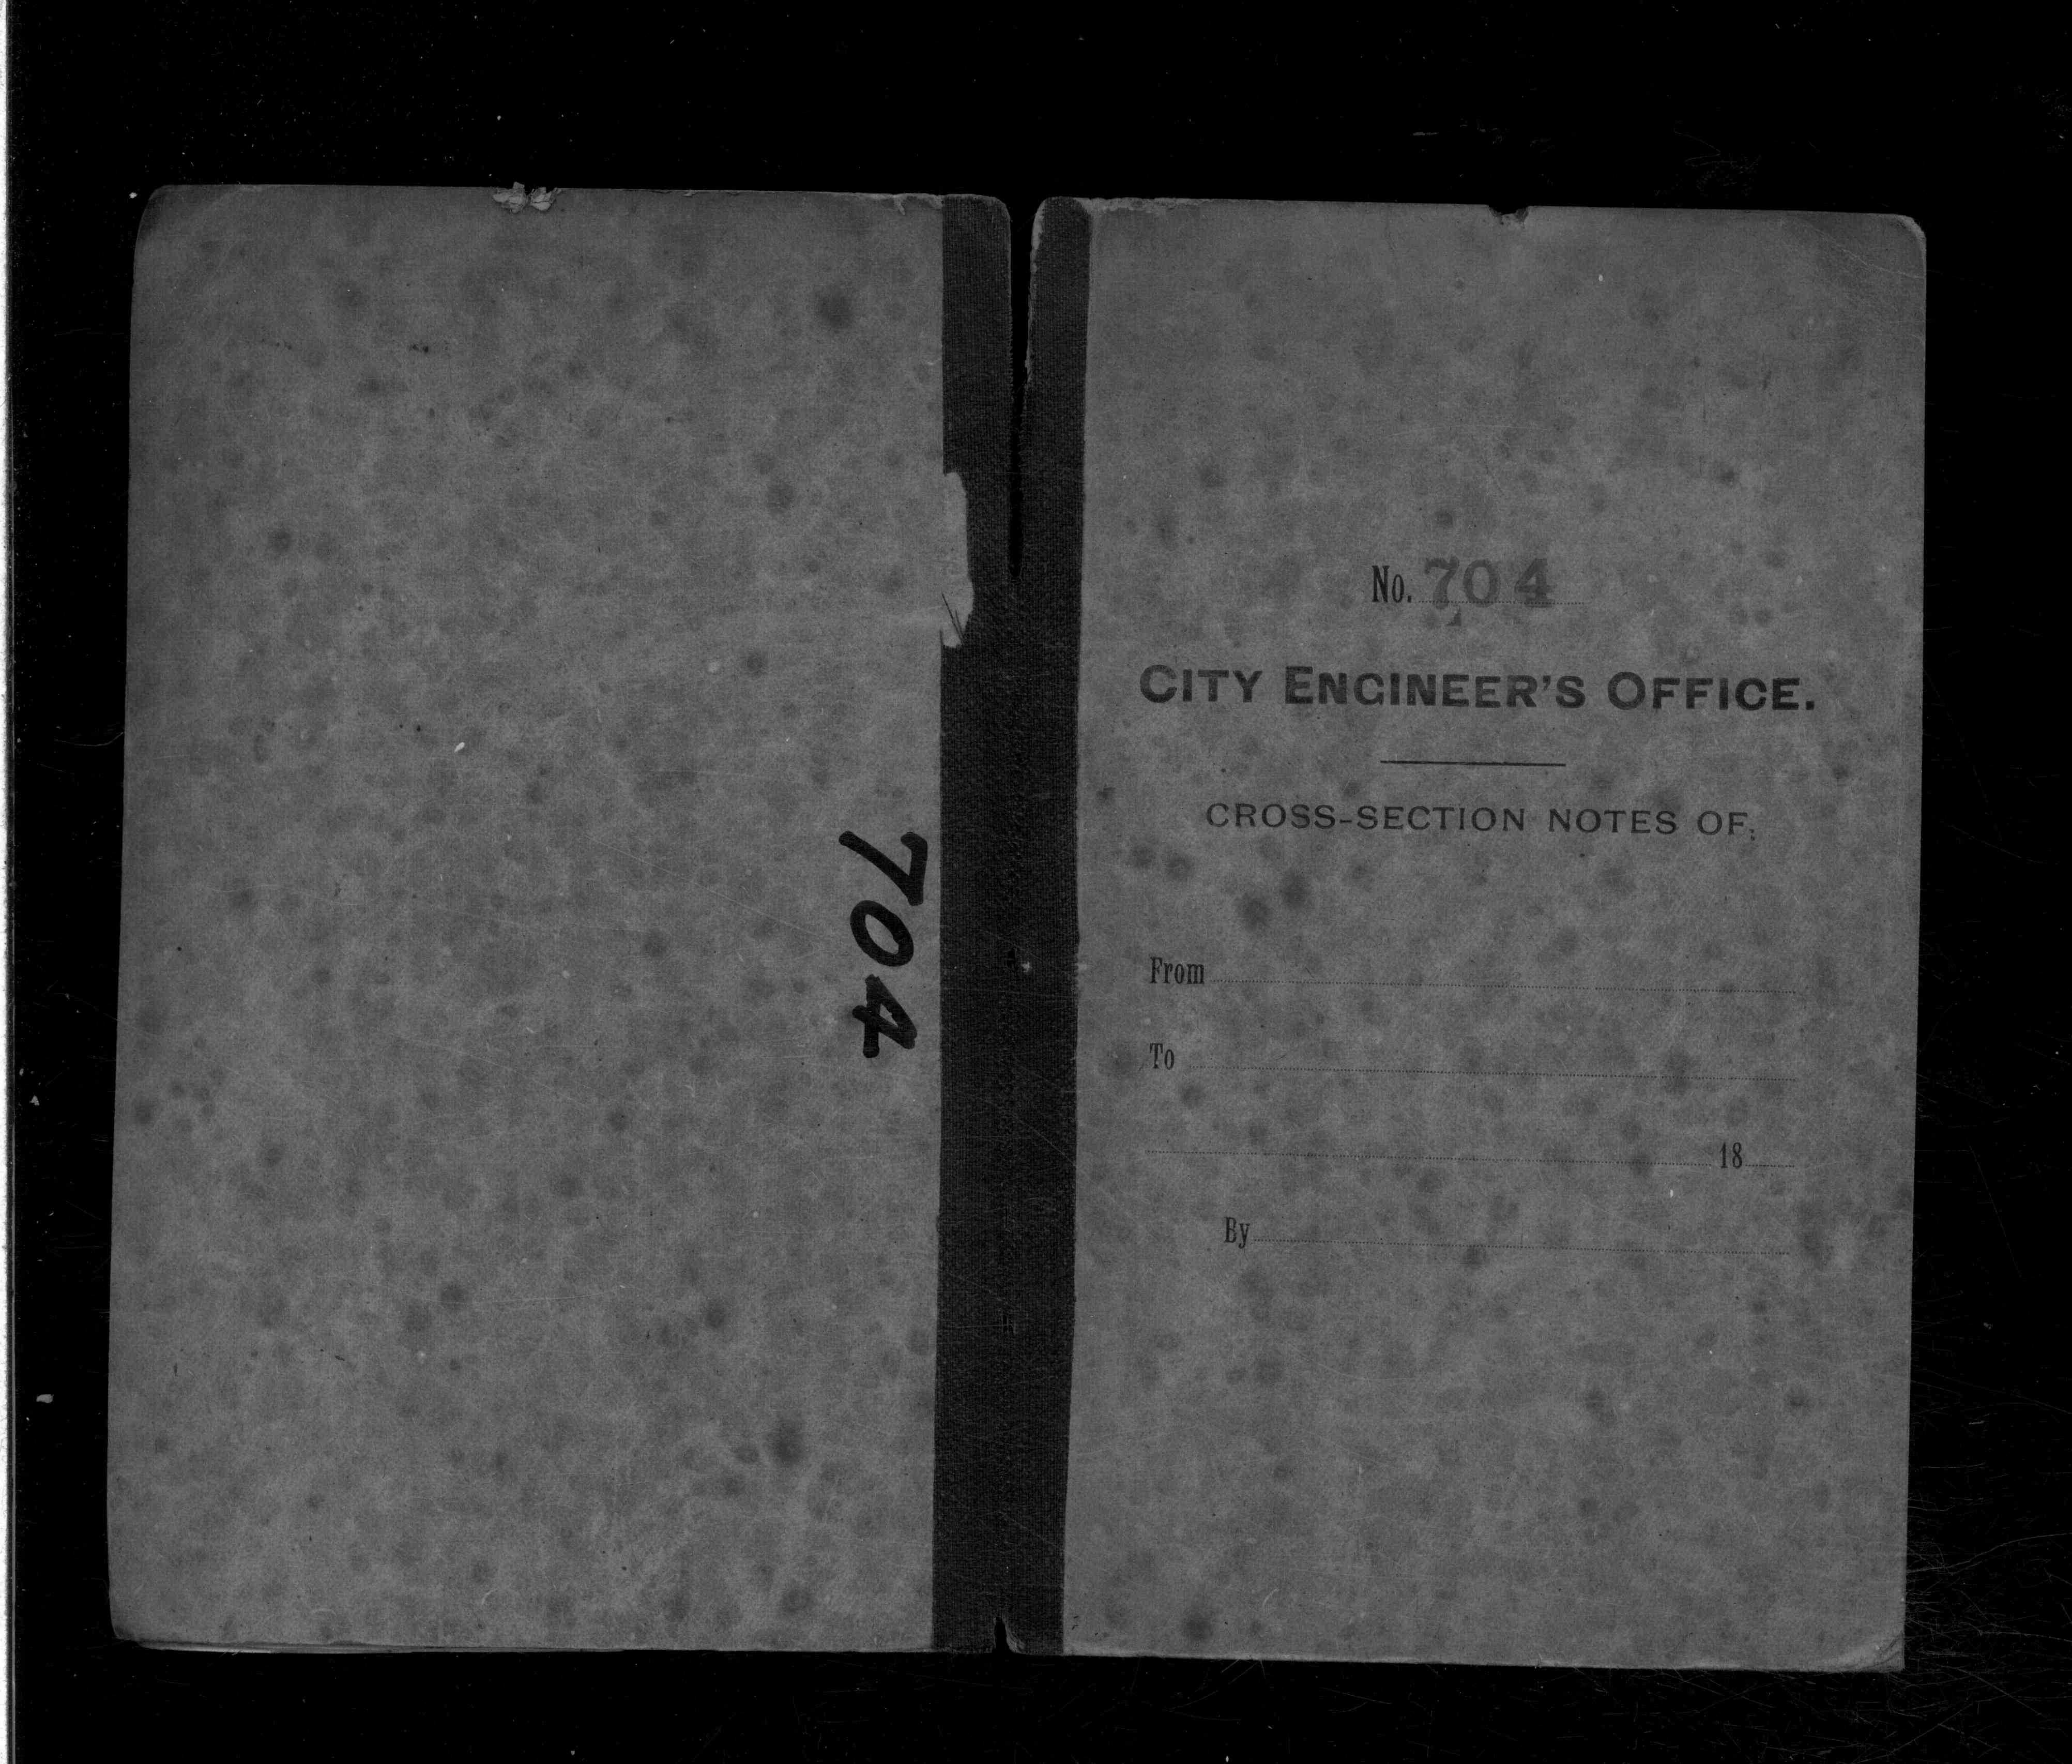 704
No. 704
CITY ENGINEER'S OFFICE.
CROSS-SECTION NOTES OF;
From
To
18
By